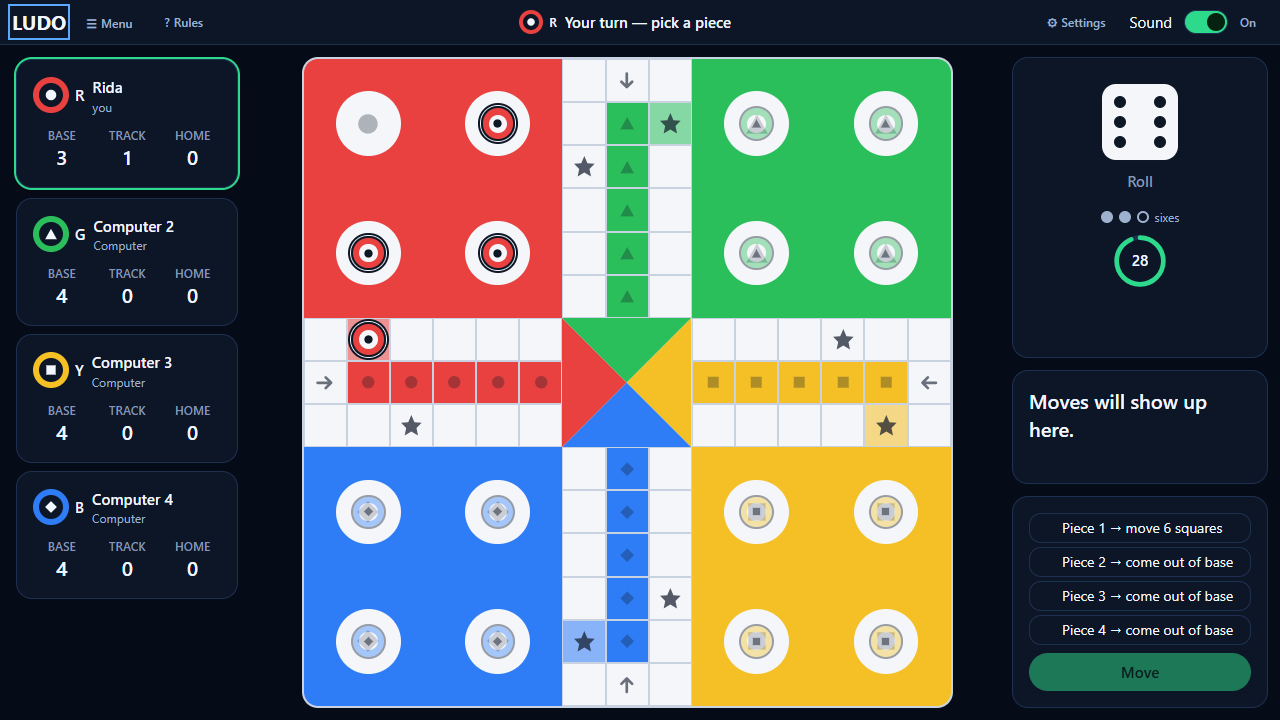 LUDO
☰ Menu
? Rules
R Your turn — pick a piece
⚙ Settings
Sound
On
R
Rida
you
BASE TRACK HOME
3 1 0
G
Computer 2
Computer
BASE TRACK HOME
4 0 0
Y
Computer 3
Computer
BASE TRACK HOME
4 0 0
B
Computer 4
Computer
BASE TRACK HOME
4 0 0
Roll
sixes
28
Moves will show up
here.
Piece 1 → move 6 squares
Piece 2 → come out of base
Piece 3 → come out of base
Piece 4 → come out of base
Move